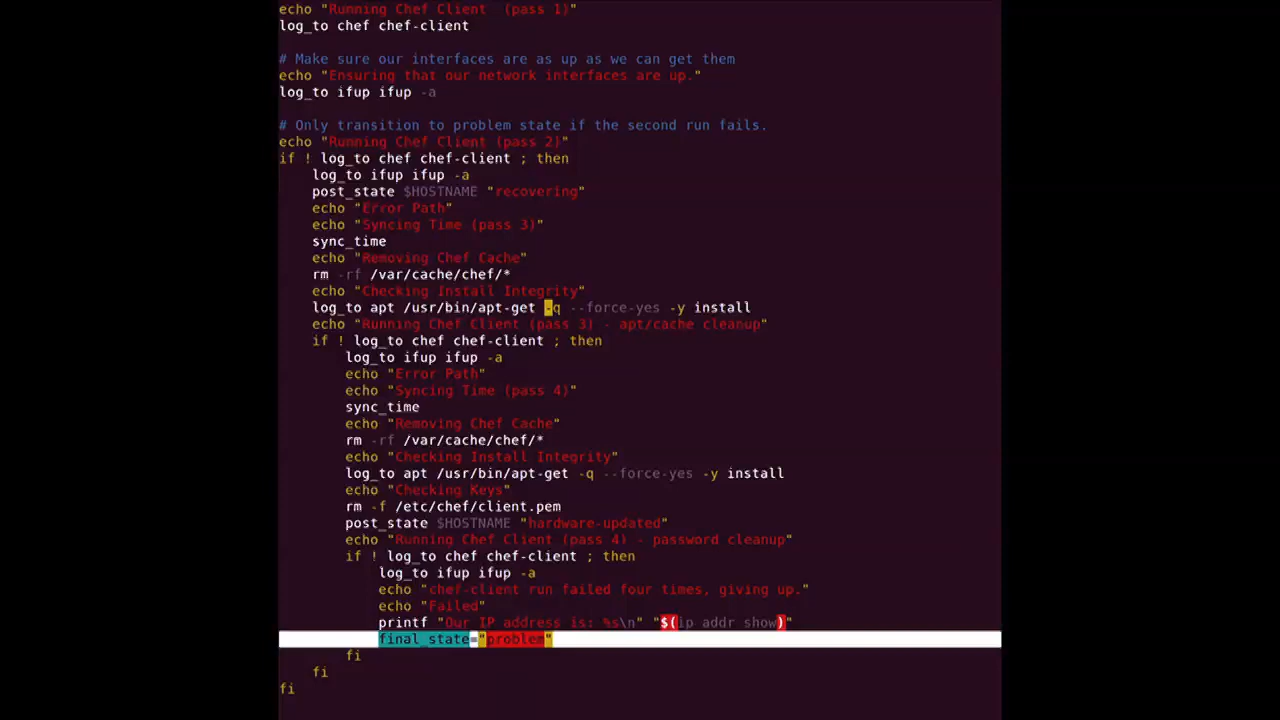 echo "Running Chef Client  (pass 1)"
log_to chef chef-client
# Make sure our interfaces are as up as we can get them
echo "Ensuring that our network interfaces are up."
log_to ifup ifup -a
# Only transition to problem state if the second run fails.
echo "Running Chef Client (pass 2)"
if ! log_to chef chef-client ; then
    log_to ifup ifup -a
    post_state $HOSTNAME "recovering"
    echo "Error Path"
    echo "Syncing Time (pass 3)"
    sync_time
    echo "Removing Chef Cache"
    rm -rf /var/cache/chef/*
    echo "Checking Install Integrity"
    log_to apt /usr/bin/apt-get -q --force-yes -y install
    echo "Running Chef Client (pass 3) - apt/cache cleanup"
    if ! log_to chef chef-client ; then
        log_to ifup ifup -a
        echo "Error Path"
        echo "Syncing Time (pass 4)"
        sync_time
        echo "Removing Chef Cache"
        rm -rf /var/cache/chef/*
        echo "Checking Install Integrity"
        log_to apt /usr/bin/apt-get -q --force-yes -y install
        echo "Checking Keys"
        rm -f /etc/chef/client.pem
        post_state $HOSTNAME "hardware-updated"
        echo "Running Chef Client (pass 4) - password cleanup"
        if ! log_to chef chef-client ; then
            log_to ifup ifup -a
            echo "chef-client run failed four times, giving up."
            echo "Failed"
            printf "Our IP address is: %s\n" "$(ip addr show)"
            final_state="problem"
        fi
    fi
fi